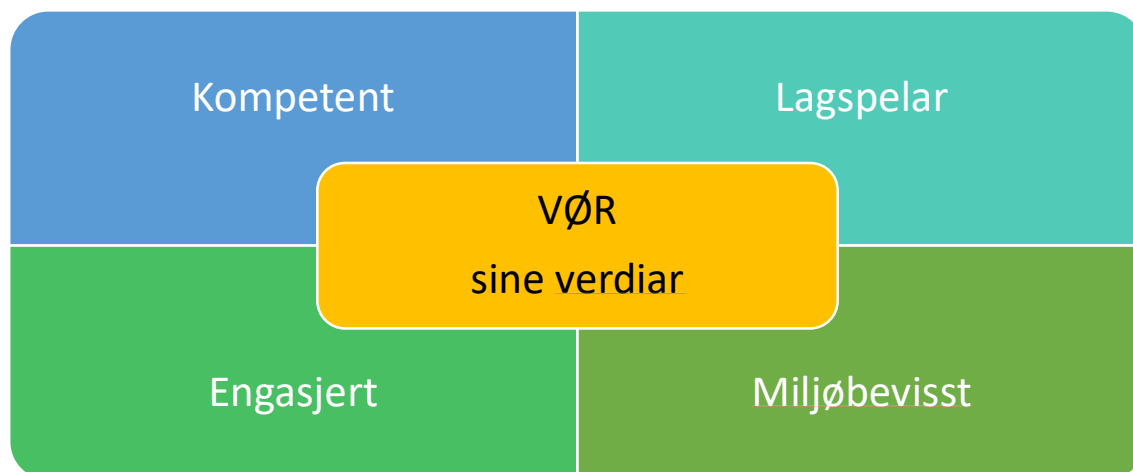 Kompetent
Lagspelar
VØR
sine verdiar
Engasjert
Miljøbevisst